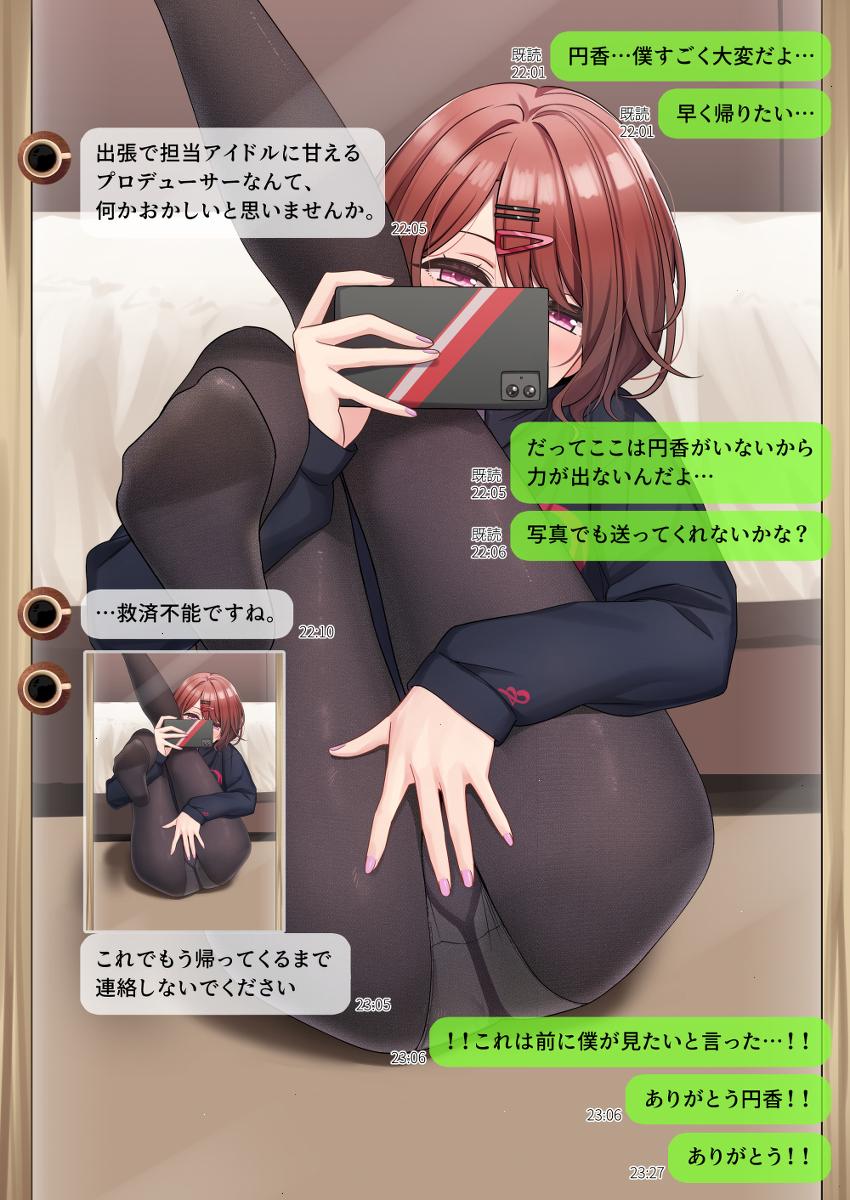 円香…僕すごく大変だよ…
既読
22:01
早く帰りたい…
既読
22:01
出張で担当アイドルに甘える
プロデューサーなんて、
何かおかしいと思いませんか。
22:05
だってここは円香がいないから
力が出ないんだよ…
既読
22:05
写真でも送ってくれないかな？
既読
22:06
…救済不能ですね。
22:10
これでもう帰ってくるまで
連絡しないでください
23:05
！！これは前に僕が見たいと言った…！！
23:06
ありがとう円香！！
23:06
ありがとう！！
23:27